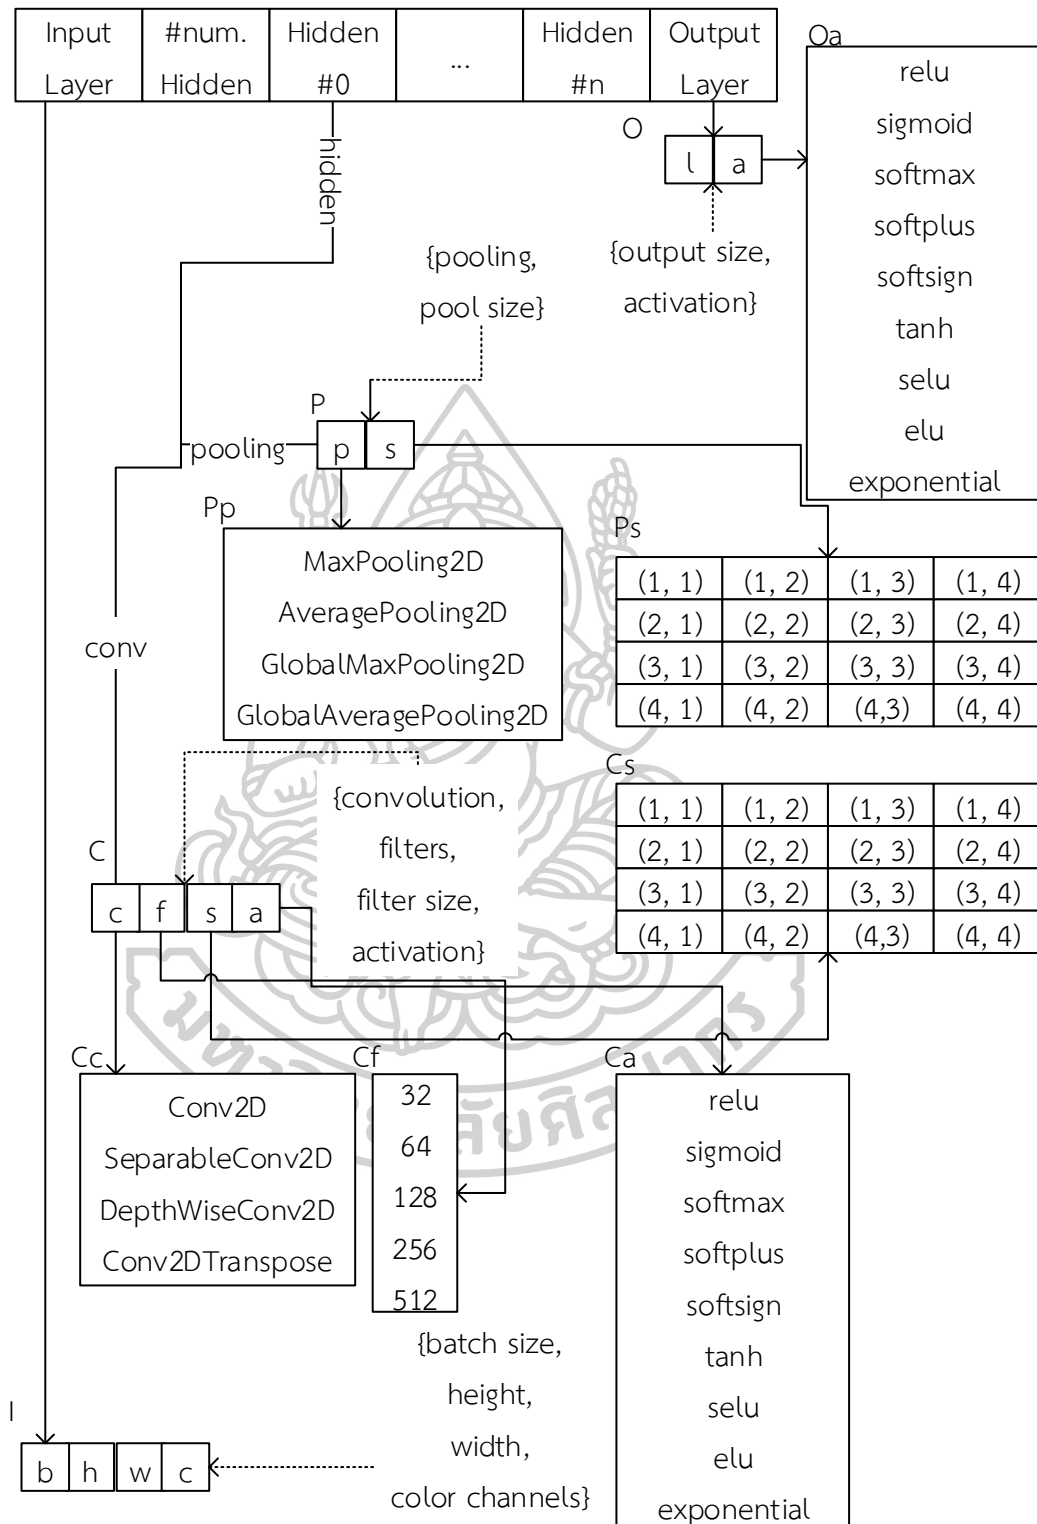 Input
Layer
#num.
Hidden
Hidden
#0
...
Hidden
#n
Output
Layer
Oa
relu
sigmoid
softmax
softplus
softsign
tanh
selu
elu
exponential
O
l a
{output size,
activation}
hidden
{pooling,
pool size}
P
p s
pooling
Pp
MaxPooling2D
AveragePooling2D
GlobalMaxPooling2D
GlobalAveragePooling2D
Ps
(1, 1) (1, 2) (1, 3) (1, 4)
(2, 1) (2, 2) (2, 3) (2, 4)
(3, 1) (3, 2) (3, 3) (3, 4)
(4, 1) (4, 2) (4,3) (4, 4)
conv
{convolution,
filters,
filter size,
activation}
C
c f s a
Cs
(1, 1) (1, 2) (1, 3) (1, 4)
(2, 1) (2, 2) (2, 3) (2, 4)
(3, 1) (3, 2) (3, 3) (3, 4)
(4, 1) (4, 2) (4,3) (4, 4)
Cc
Conv2D
SeparableConv2D
DepthWiseConv2D
Conv2DTranspose
Cf
32
64
128
256
512
Ca
relu
sigmoid
softmax
softplus
softsign
tanh
selu
elu
exponential
{batch size,
height,
width,
color channels}
I
b h w c